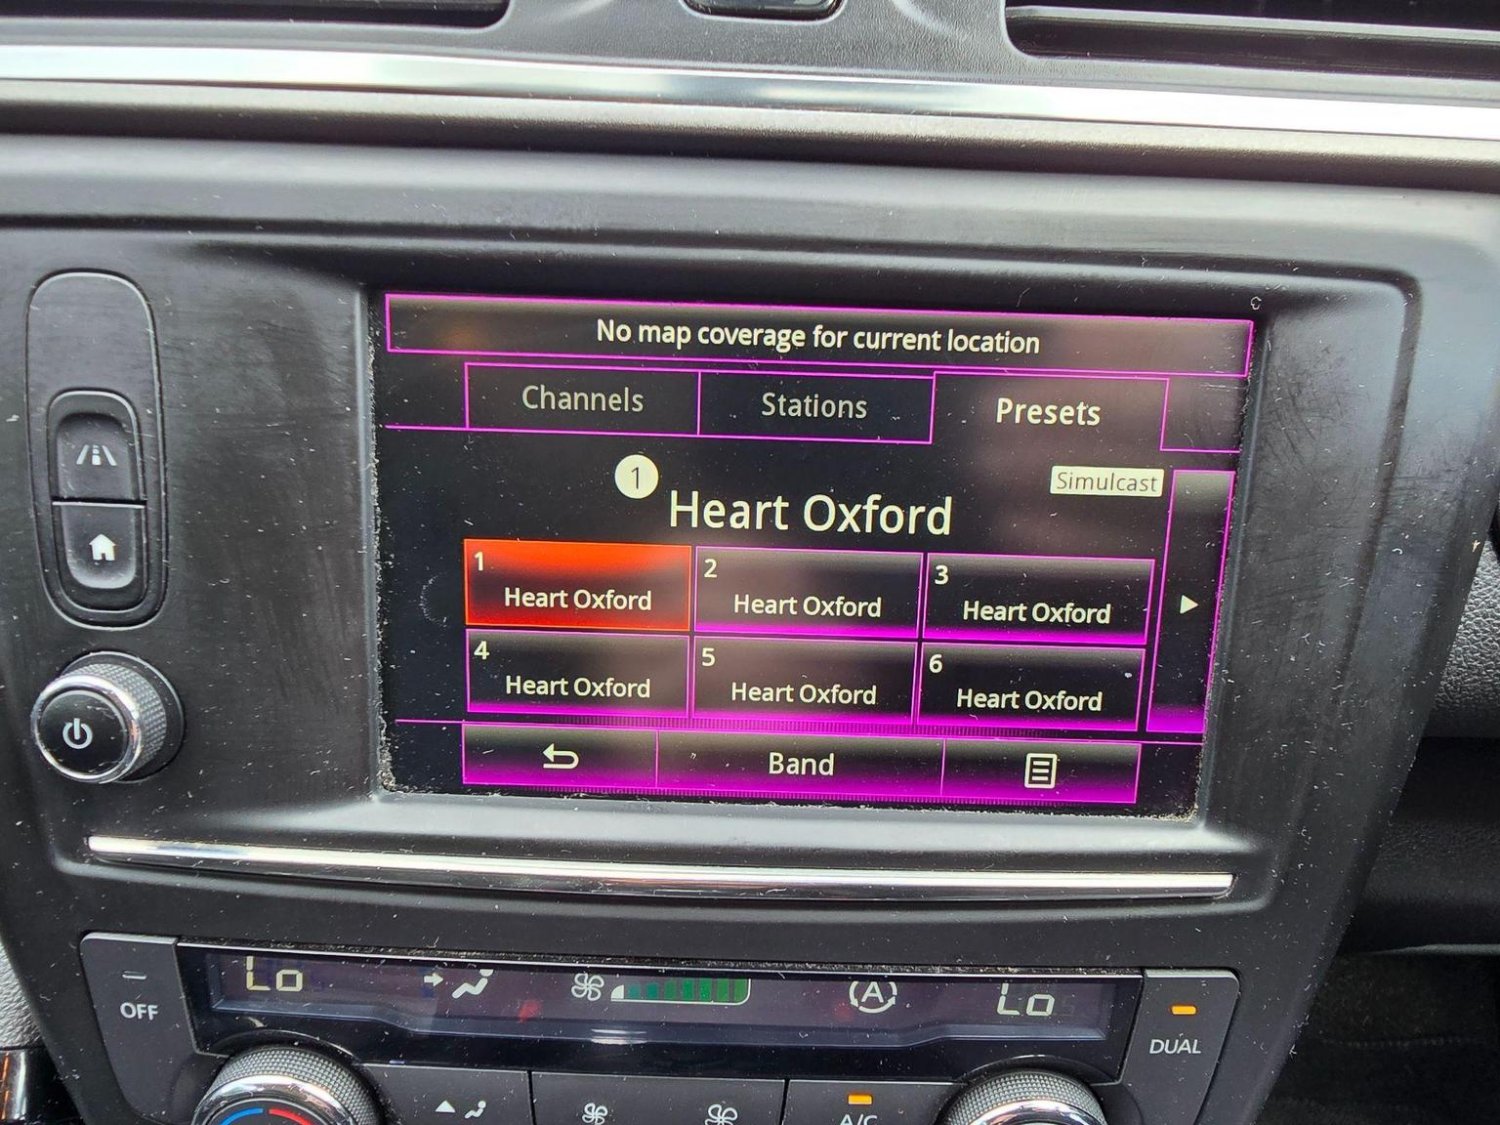 No map coverage for current location
Channels Stations Presets
1
Simulcast
Heart Oxford
1 2 3
Heart Oxford Heart Oxford Heart Oxford
4 5 6
Heart Oxford Heart Oxford Heart Oxford
Band
Lo A Lo
OFF
DUAL
A/C